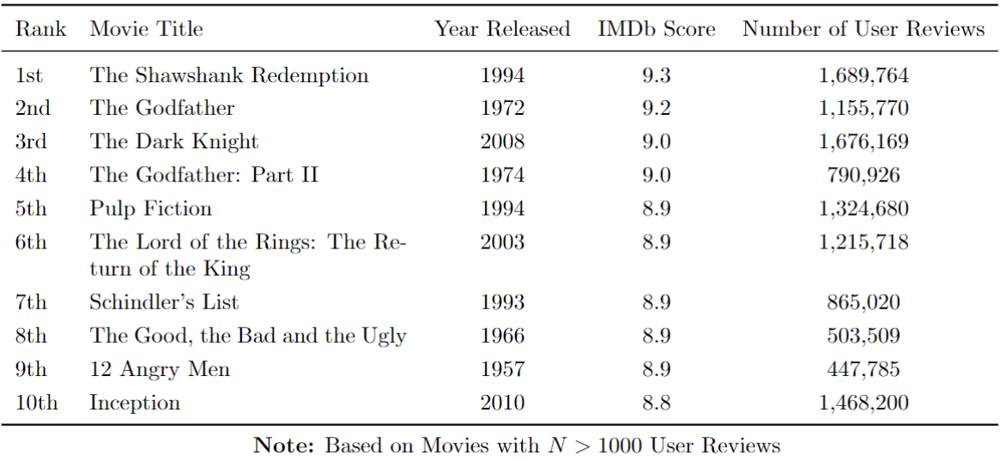 Rank Movie Title Year Released IMDb Score Number of User Reviews
1st The Shawshank Redemption 1994 9.3 1,689,764
2nd The Godfather 1972 9.2 1,155,770
3rd The Dark Knight 2008 9.0 1,676,169
4th The Godfather: Part II 1974 9.0 790,926
5th Pulp Fiction 1994 8.9 1,324,680
6th The Lord of the Rings: The Re- 2003 8.9 1,215,718
turn of the King
7th Schindler's List 1993 8.9 865,020
8th The Good, the Bad and the Ugly 1966 8.9 503,509
9th 12 Angry Men 1957 8.9 447,785
10th Inception 2010 8.8 1,468,200
Note: Based on Movies with N > 1000 User Reviews